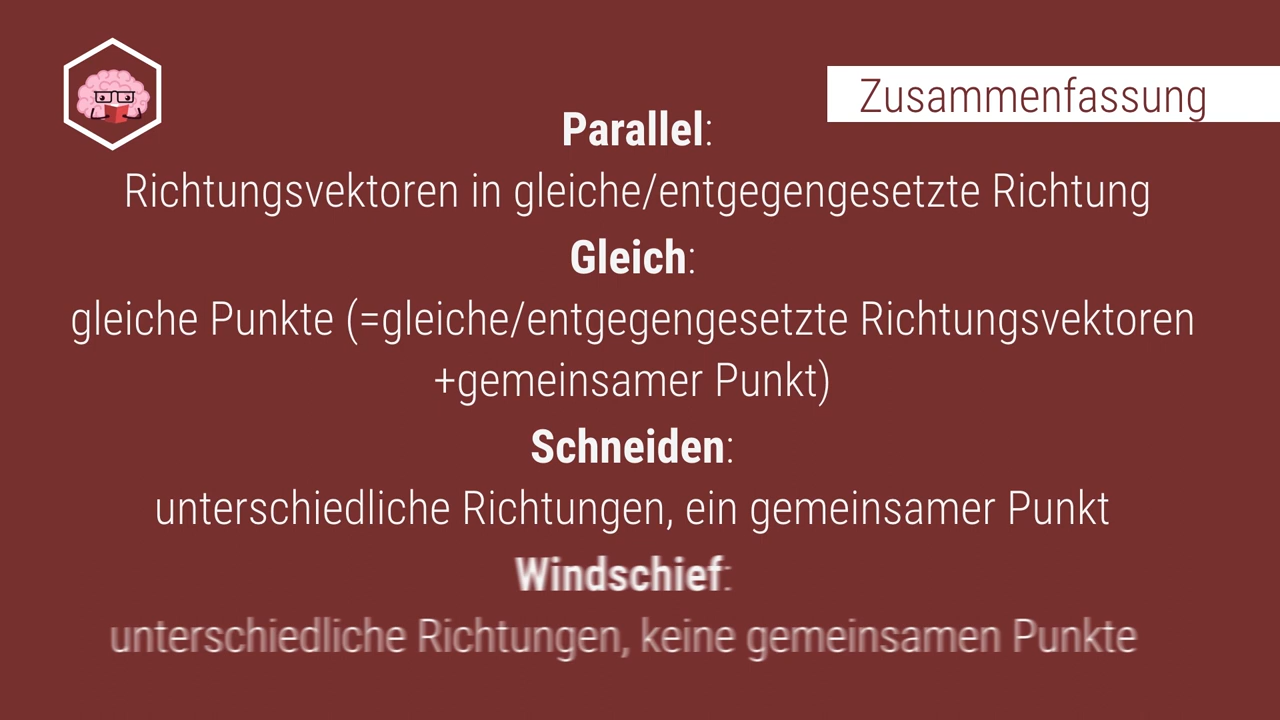 Zusammenfassung
Parallel:
Richtungsvektoren in gleiche/entgegengesetzte Richtung
Gleich:
gleiche Punkte (=gleiche/entgegengesetzte Richtungsvektoren
+gemeinsamer Punkt)
Schneiden:
unterschiedliche Richtungen, ein gemeinsamer Punkt
Windschief:
unterschiedliche Richtungen, keine gemeinsamen Punkte